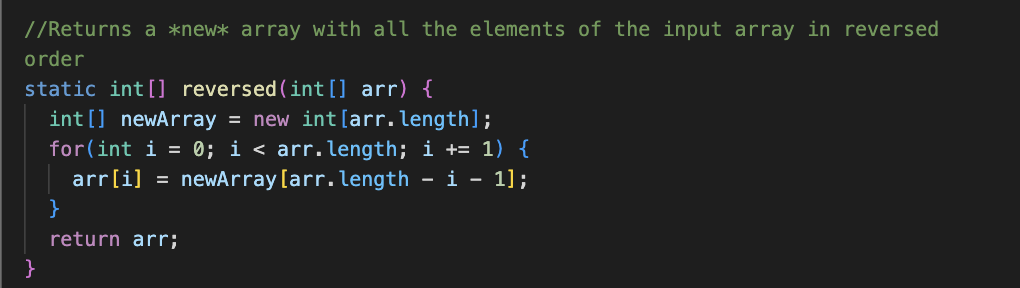 //Returns a *new* array with all the elements of the input array in reversed
order
static int[] reversed(int[] arr) {
  int[] newArray = new int[arr.length];
  for(int i = 0; i < arr.length; i += 1) {
    arr[i] = newArray[arr.length - i - 1];
  }
  return arr;
}